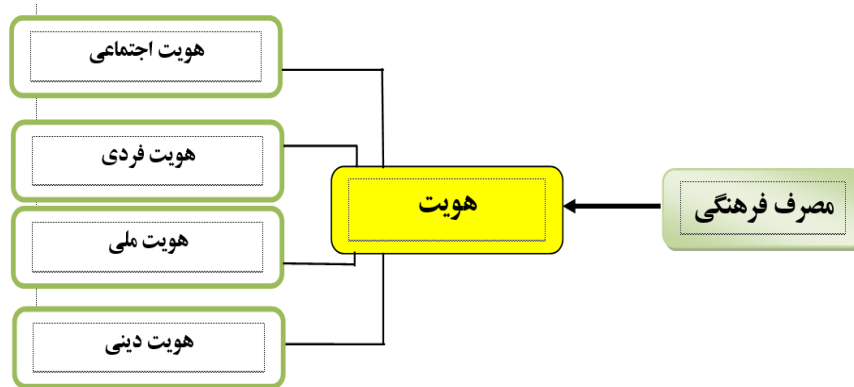 مصرف فرهنگی
هویت
هویت اجتماعی
هویت فردی
هویت ملی
هویت دینی